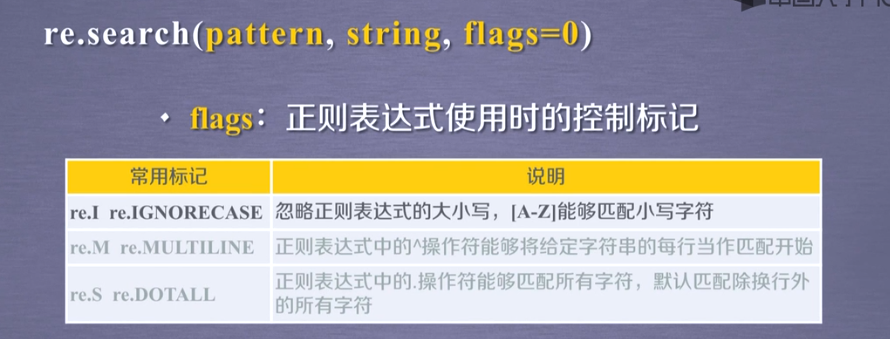 re.search(pattern, string, flags=0)
• flags：正则表达式使用时的控制标记
常用标记 说明
re.I re.IGNORECASE 忽略正则表达式的大小写，[A-Z]能够匹配小写字符
re.M re.MULTILINE 正则表达式中的^操作符能够将给定字符串的每行当作匹配开始
re.S re.DOTALL 正则表达式中的.操作符能够匹配所有字符，默认匹配除换行外
的所有字符